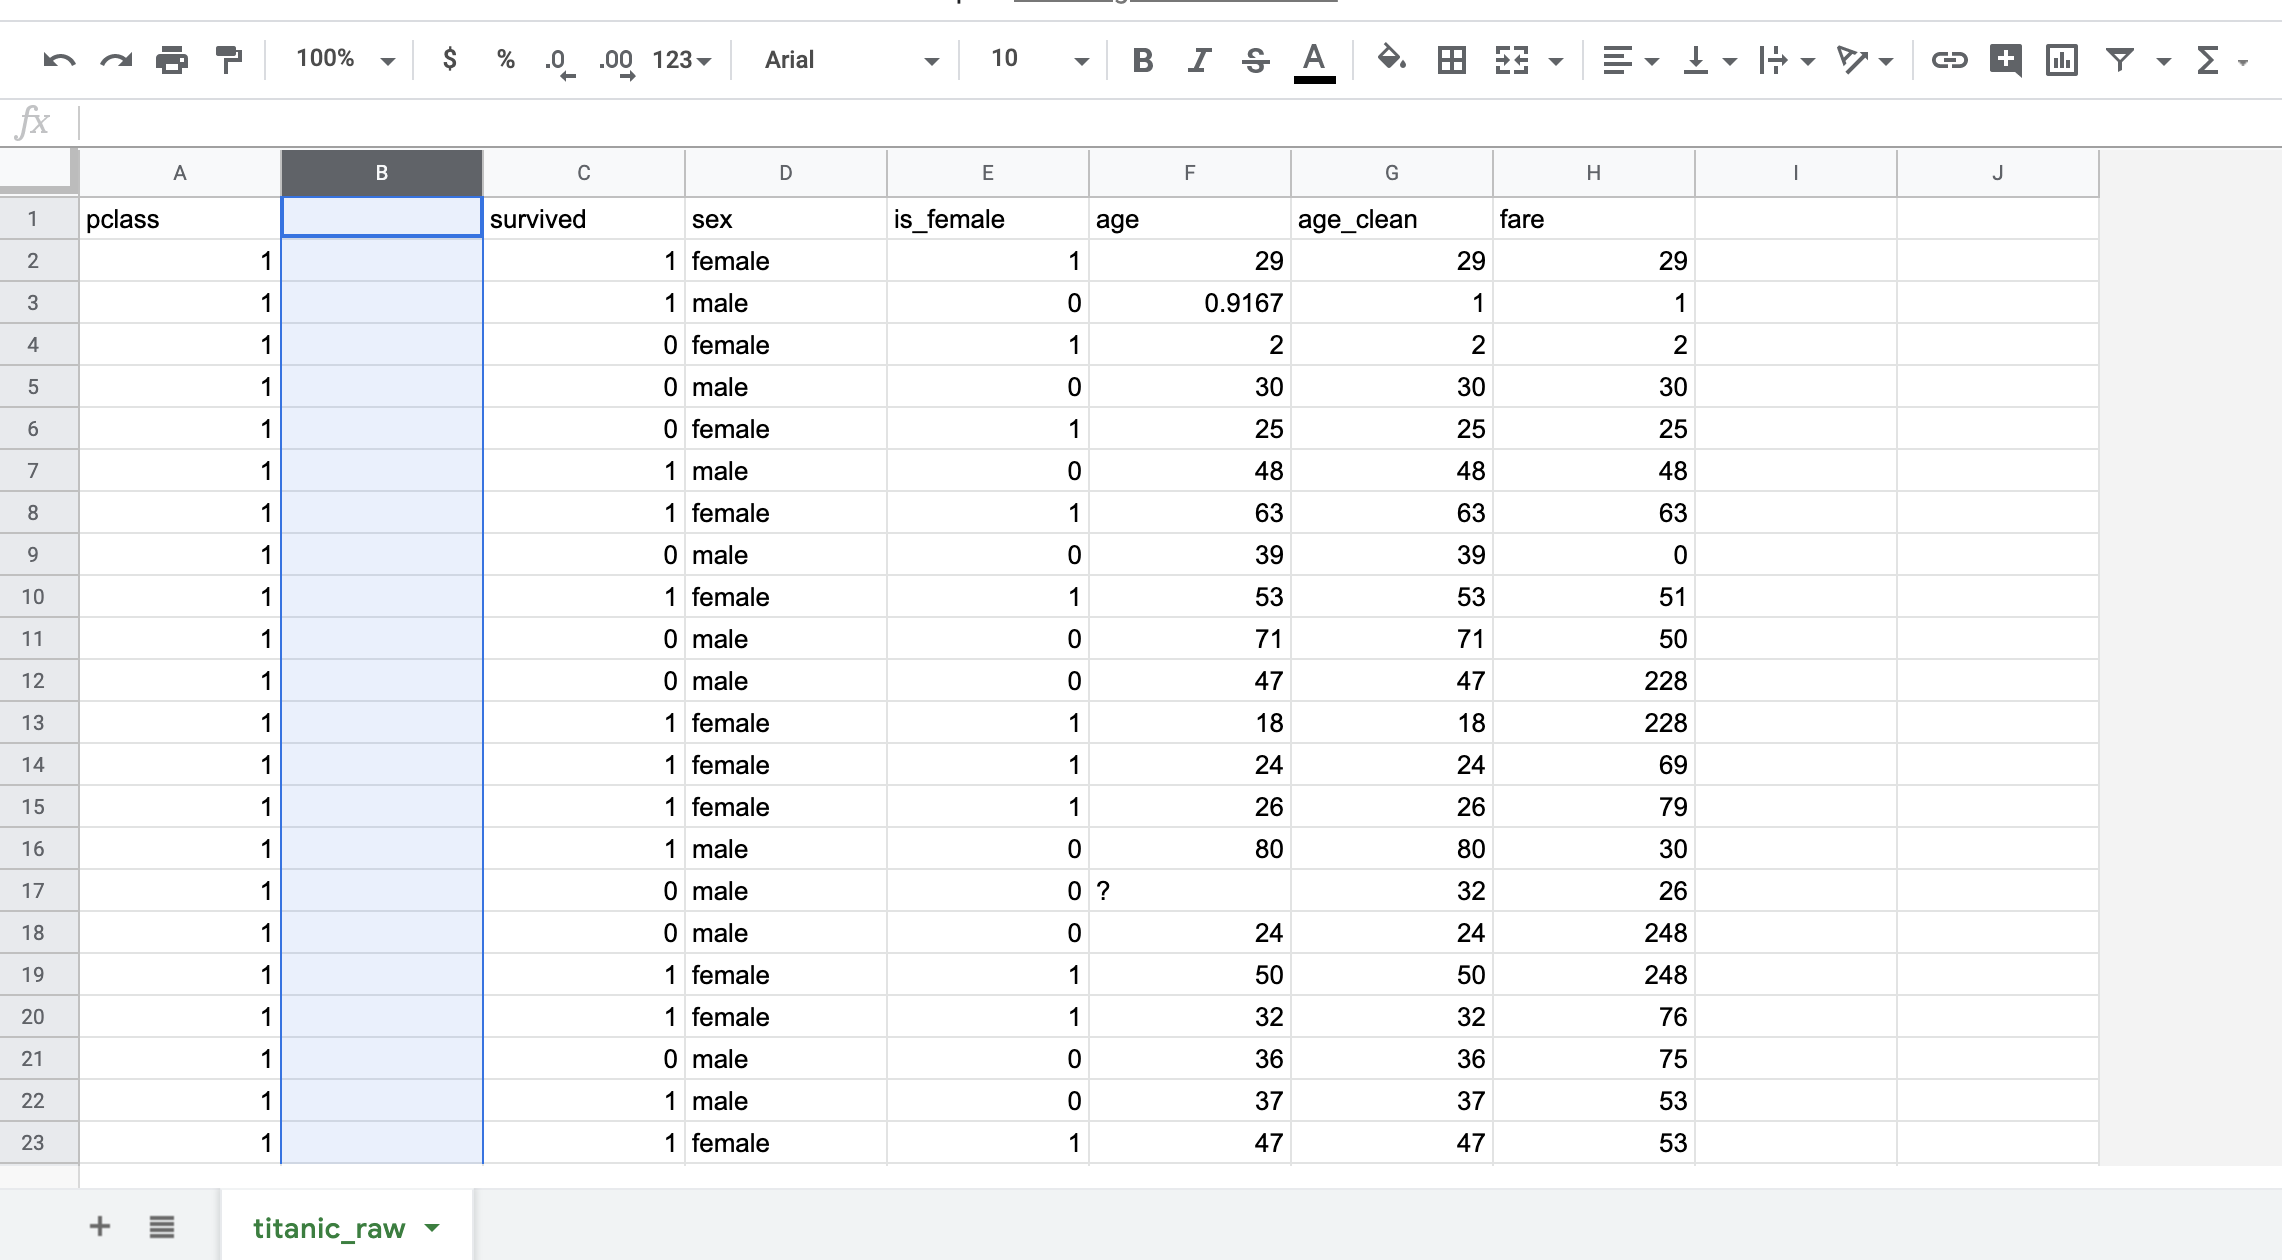 100% $ % .0 .00 123 Arial 10 B I S A
fx
A B C D E F G H I J
1 pclass survived sex is_female age age_clean fare
2 1 1 female 1 29 29 29
3 1 1 male 0 0.9167 1 1
4 1 0 female 1 2 2 2
5 1 0 male 0 30 30 30
6 1 0 female 1 25 25 25
7 1 1 male 0 48 48 48
8 1 1 female 1 63 63 63
9 1 0 male 0 39 39 0
10 1 1 female 1 53 53 51
11 1 0 male 0 71 71 50
12 1 0 male 0 47 47 228
13 1 1 female 1 18 18 228
14 1 1 female 1 24 24 69
15 1 1 female 1 26 26 79
16 1 1 male 0 80 80 30
17 1 0 male 0 ? 32 26
18 1 0 male 0 24 24 248
19 1 1 female 1 50 50 248
20 1 1 female 1 32 32 76
21 1 0 male 0 36 36 75
22 1 1 male 0 37 37 53
23 1 1 female 1 47 47 53
titanic_raw